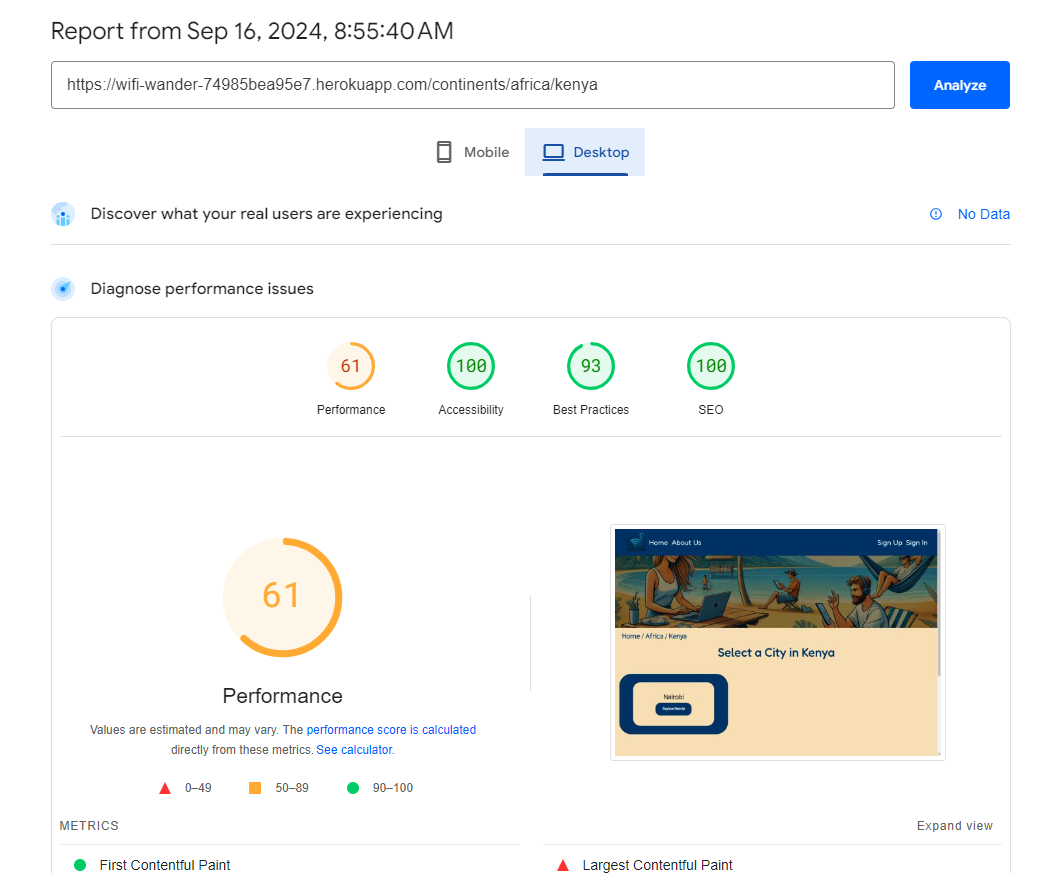 Report from Sep 16, 2024, 8:55:40 AM
https://wifi-wander-74985bea95e7.herokuapp.com/continents/africa/kenya
Analyze
Mobile
Desktop
Discover what your real users are experiencing
No Data
Diagnose performance issues
61
100
93
100
Performance
Accessibility
Best Practices
SEO
61
Performance
Values are estimated and may vary. The performance score is calculated
directly from these metrics. See calculator.
0–49
50–89
90–100
Home About Us
Sign Up Sign In
Home / Africa / Kenya
Select a City in Kenya
Nairobi
Explore Nairobi
METRICS
Expand view
First Contentful Paint
Largest Contentful Paint